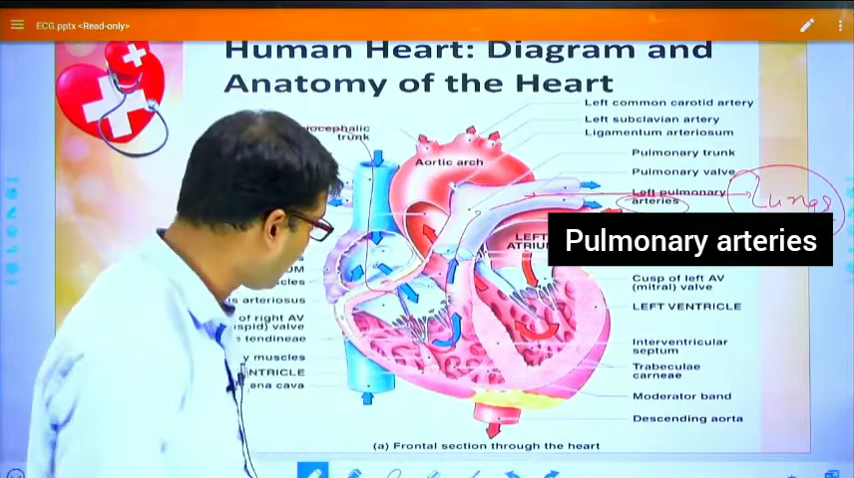 ECG.pptx <Read-only>
Human Heart: Diagram and
Anatomy of the Heart
trunk
Aortic arch
Left common carotid artery
Left subclavian artery
Ligamentum arteriosum
Pulmonary trunk
Pulmonary valve
Left pulmonary
arteries
Lungs
Pulmonary arteries
LEFT
ATRIUM
Cusp of left AV
(mitral) valve
LEFT VENTRICLE
Interventricular
septum
Trabeculae
carneae
Moderator band
Descending aorta
arteriosus
of right AV
valve
tendineae
muscles
cava
(a) Frontal section through the heart